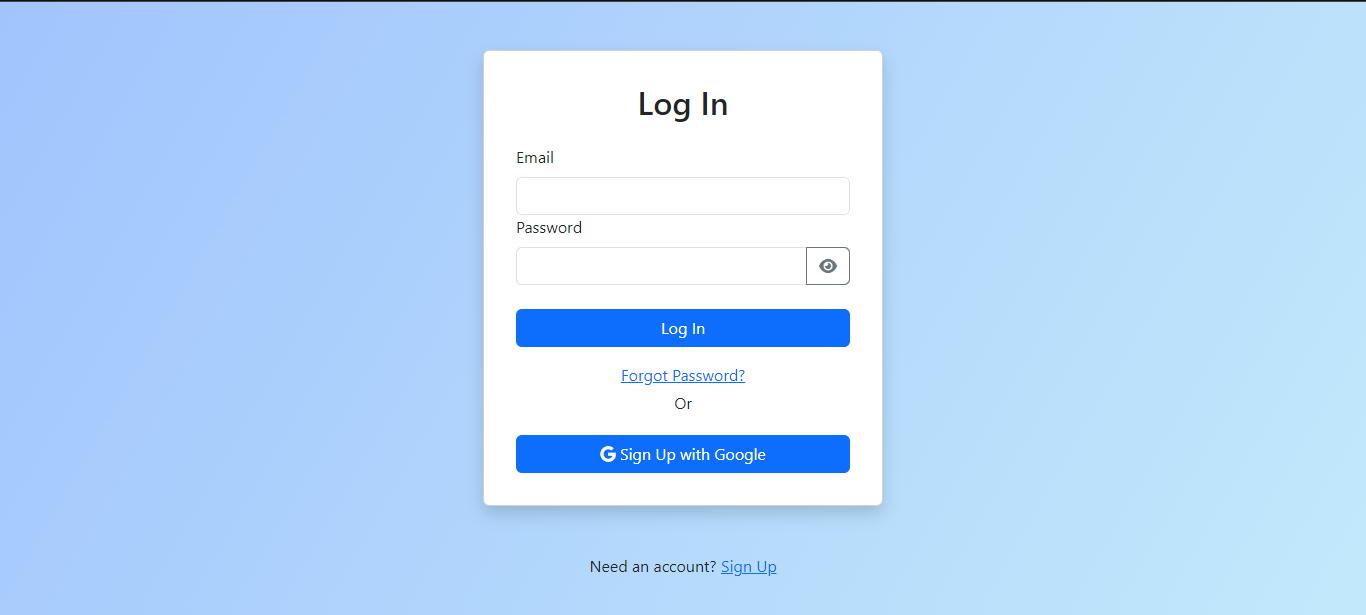 Log In
Email
Password
Log In
Forgot Password?
Or
Sign Up with Google
Need an account? Sign Up